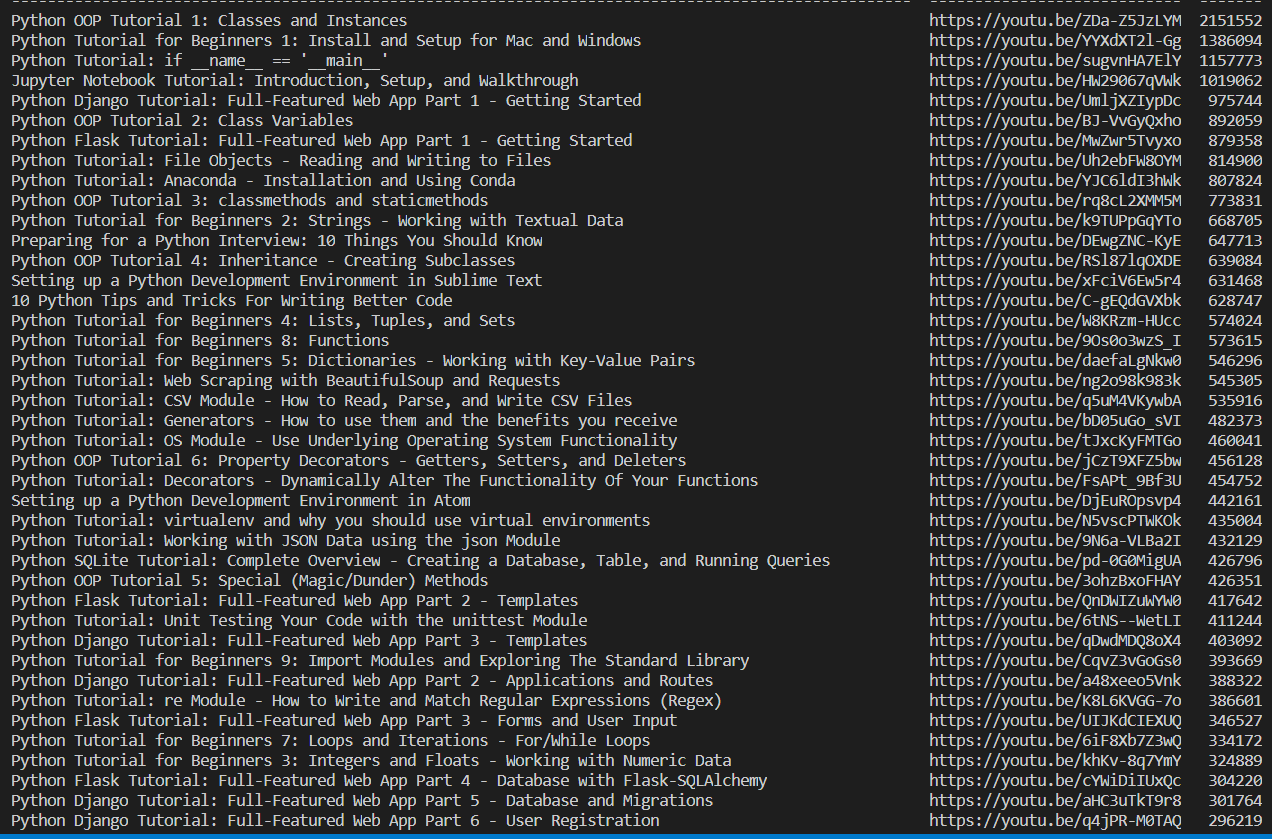 Python OOP Tutorial 1: Classes and Instances https://youtu.be/ZDa-Z5JzLYM 2151552
Python Tutorial for Beginners 1: Install and Setup for Mac and Windows https://youtu.be/YYXdXT2l-Gg 1386094
Python Tutorial: if __name__ == '__main__' https://youtu.be/sugvnHA7ElY 1157773
Jupyter Notebook Tutorial: Introduction, Setup, and Walkthrough https://youtu.be/HW29067qVWk 1019062
Python Django Tutorial: Full-Featured Web App Part 1 - Getting Started https://youtu.be/UmljXZIypDc 975744
Python OOP Tutorial 2: Class Variables https://youtu.be/BJ-VvGyQxho 892059
Python Flask Tutorial: Full-Featured Web App Part 1 - Getting Started https://youtu.be/MwZwr5Tvyxo 879358
Python Tutorial: File Objects - Reading and Writing to Files https://youtu.be/Uh2ebFW8OYM 814900
Python Tutorial: Anaconda - Installation and Using Conda https://youtu.be/YJC6ldI3hWk 807824
Python OOP Tutorial 3: classmethods and staticmethods https://youtu.be/rq8cL2XMM5M 773831
Python Tutorial for Beginners 2: Strings - Working with Textual Data https://youtu.be/k9TUPpGqYTo 668705
Preparing for a Python Interview: 10 Things You Should Know https://youtu.be/DEwgZNC-KyE 647713
Python OOP Tutorial 4: Inheritance - Creating Subclasses https://youtu.be/RSl87lqOXDE 639084
Setting up a Python Development Environment in Sublime Text https://youtu.be/xFciV6Ew5r4 631468
10 Python Tips and Tricks For Writing Better Code https://youtu.be/C-gEQdGVXbk 628747
Python Tutorial for Beginners 4: Lists, Tuples, and Sets https://youtu.be/W8KRzm-HUcc 574024
Python Tutorial for Beginners 8: Functions https://youtu.be/9Os0o3wzS_I 573615
Python Tutorial for Beginners 5: Dictionaries - Working with Key-Value Pairs https://youtu.be/daefaLgNkw0 546296
Python Tutorial: Web Scraping with BeautifulSoup and Requests https://youtu.be/ng2o98k983k 545305
Python Tutorial: CSV Module - How to Read, Parse, and Write CSV Files https://youtu.be/q5uM4VKywbA 535916
Python Tutorial: Generators - How to use them and the benefits you receive https://youtu.be/bD05uGo_sVI 482373
Python Tutorial: OS Module - Use Underlying Operating System Functionality https://youtu.be/tJxcKyFMTGo 460041
Python OOP Tutorial 6: Property Decorators - Getters, Setters, and Deleters https://youtu.be/jCzT9XFZ5bw 456128
Python Tutorial: Decorators - Dynamically Alter The Functionality Of Your Functions https://youtu.be/FsAPt_9Bf3U 454752
Setting up a Python Development Environment in Atom https://youtu.be/DjEuROpsvp4 442161
Python Tutorial: virtualenv and why you should use virtual environments https://youtu.be/N5vscPTWKOk 435004
Python Tutorial: Working with JSON Data using the json Module https://youtu.be/9N6a-VLBa2I 432129
Python SQLite Tutorial: Complete Overview - Creating a Database, Table, and Running Queries https://youtu.be/pd-0G0MigUA 426796
Python OOP Tutorial 5: Special (Magic/Dunder) Methods https://youtu.be/3ohzBxoFHAY 426351
Python Flask Tutorial: Full-Featured Web App Part 2 - Templates https://youtu.be/QnDWIZuWYW0 417642
Python Tutorial: Unit Testing Your Code with the unittest Module https://youtu.be/6tNS--WetLI 411244
Python Django Tutorial: Full-Featured Web App Part 3 - Templates https://youtu.be/qDwdMDQ8oX4 403092
Python Tutorial for Beginners 9: Import Modules and Exploring The Standard Library https://youtu.be/CqvZ3vGoGs0 393669
Python Django Tutorial: Full-Featured Web App Part 2 - Applications and Routes https://youtu.be/a48xeeo5Vnk 388322
Python Tutorial: re Module - How to Write and Match Regular Expressions (Regex) https://youtu.be/K8L6KVGG-7o 386601
Python Flask Tutorial: Full-Featured Web App Part 3 - Forms and User Input https://youtu.be/UIJKdCIEXUQ 346527
Python Tutorial for Beginners 7: Loops and Iterations - For/While Loops https://youtu.be/6iF8Xb7Z3wQ 334172
Python Tutorial for Beginners 3: Integers and Floats - Working with Numeric Data https://youtu.be/khKv-8q7YmY 324889
Python Flask Tutorial: Full-Featured Web App Part 4 - Database with Flask-SQLAlchemy https://youtu.be/cYWiDiIUxQc 304220
Python Django Tutorial: Full-Featured Web App Part 5 - Database and Migrations https://youtu.be/aHC3uTkT9r8 301764
Python Django Tutorial: Full-Featured Web App Part 6 - User Registration https://youtu.be/q4jPR-M0TAQ 296219